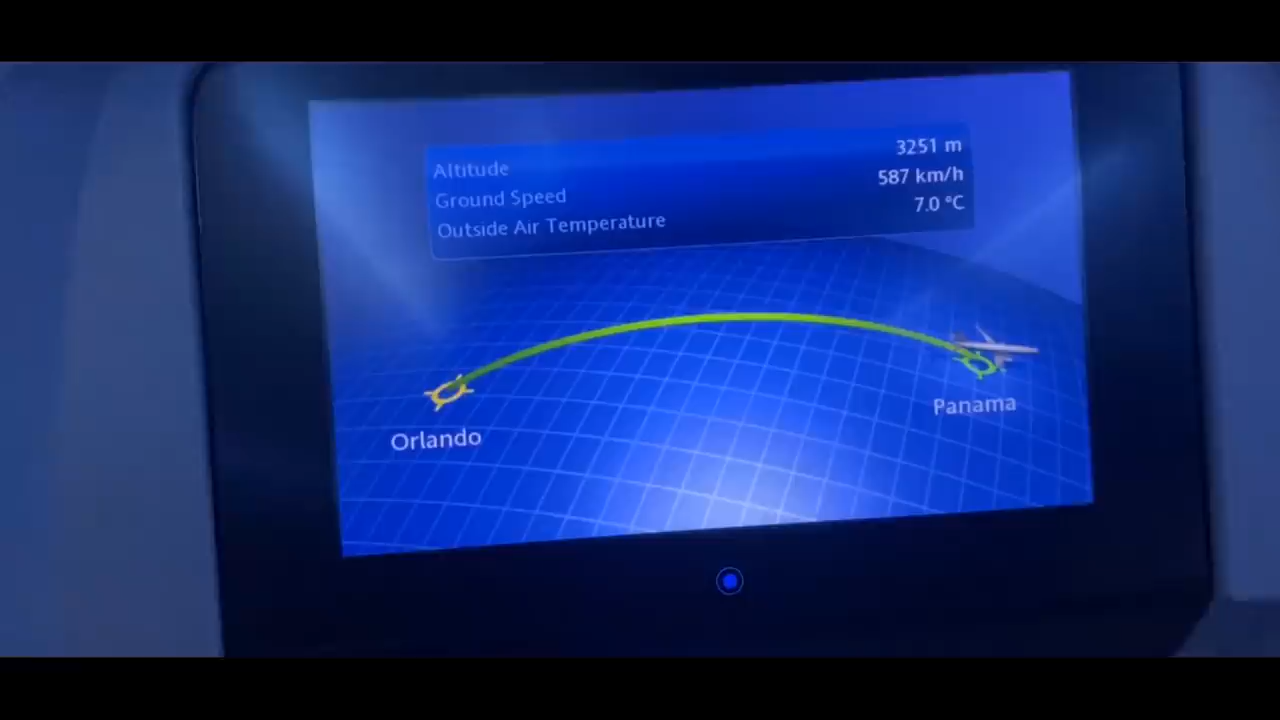 Altitude 3251 m
Ground Speed 587 km/h
Outside Air Temperature 7.0 °C
Orlando
Panama